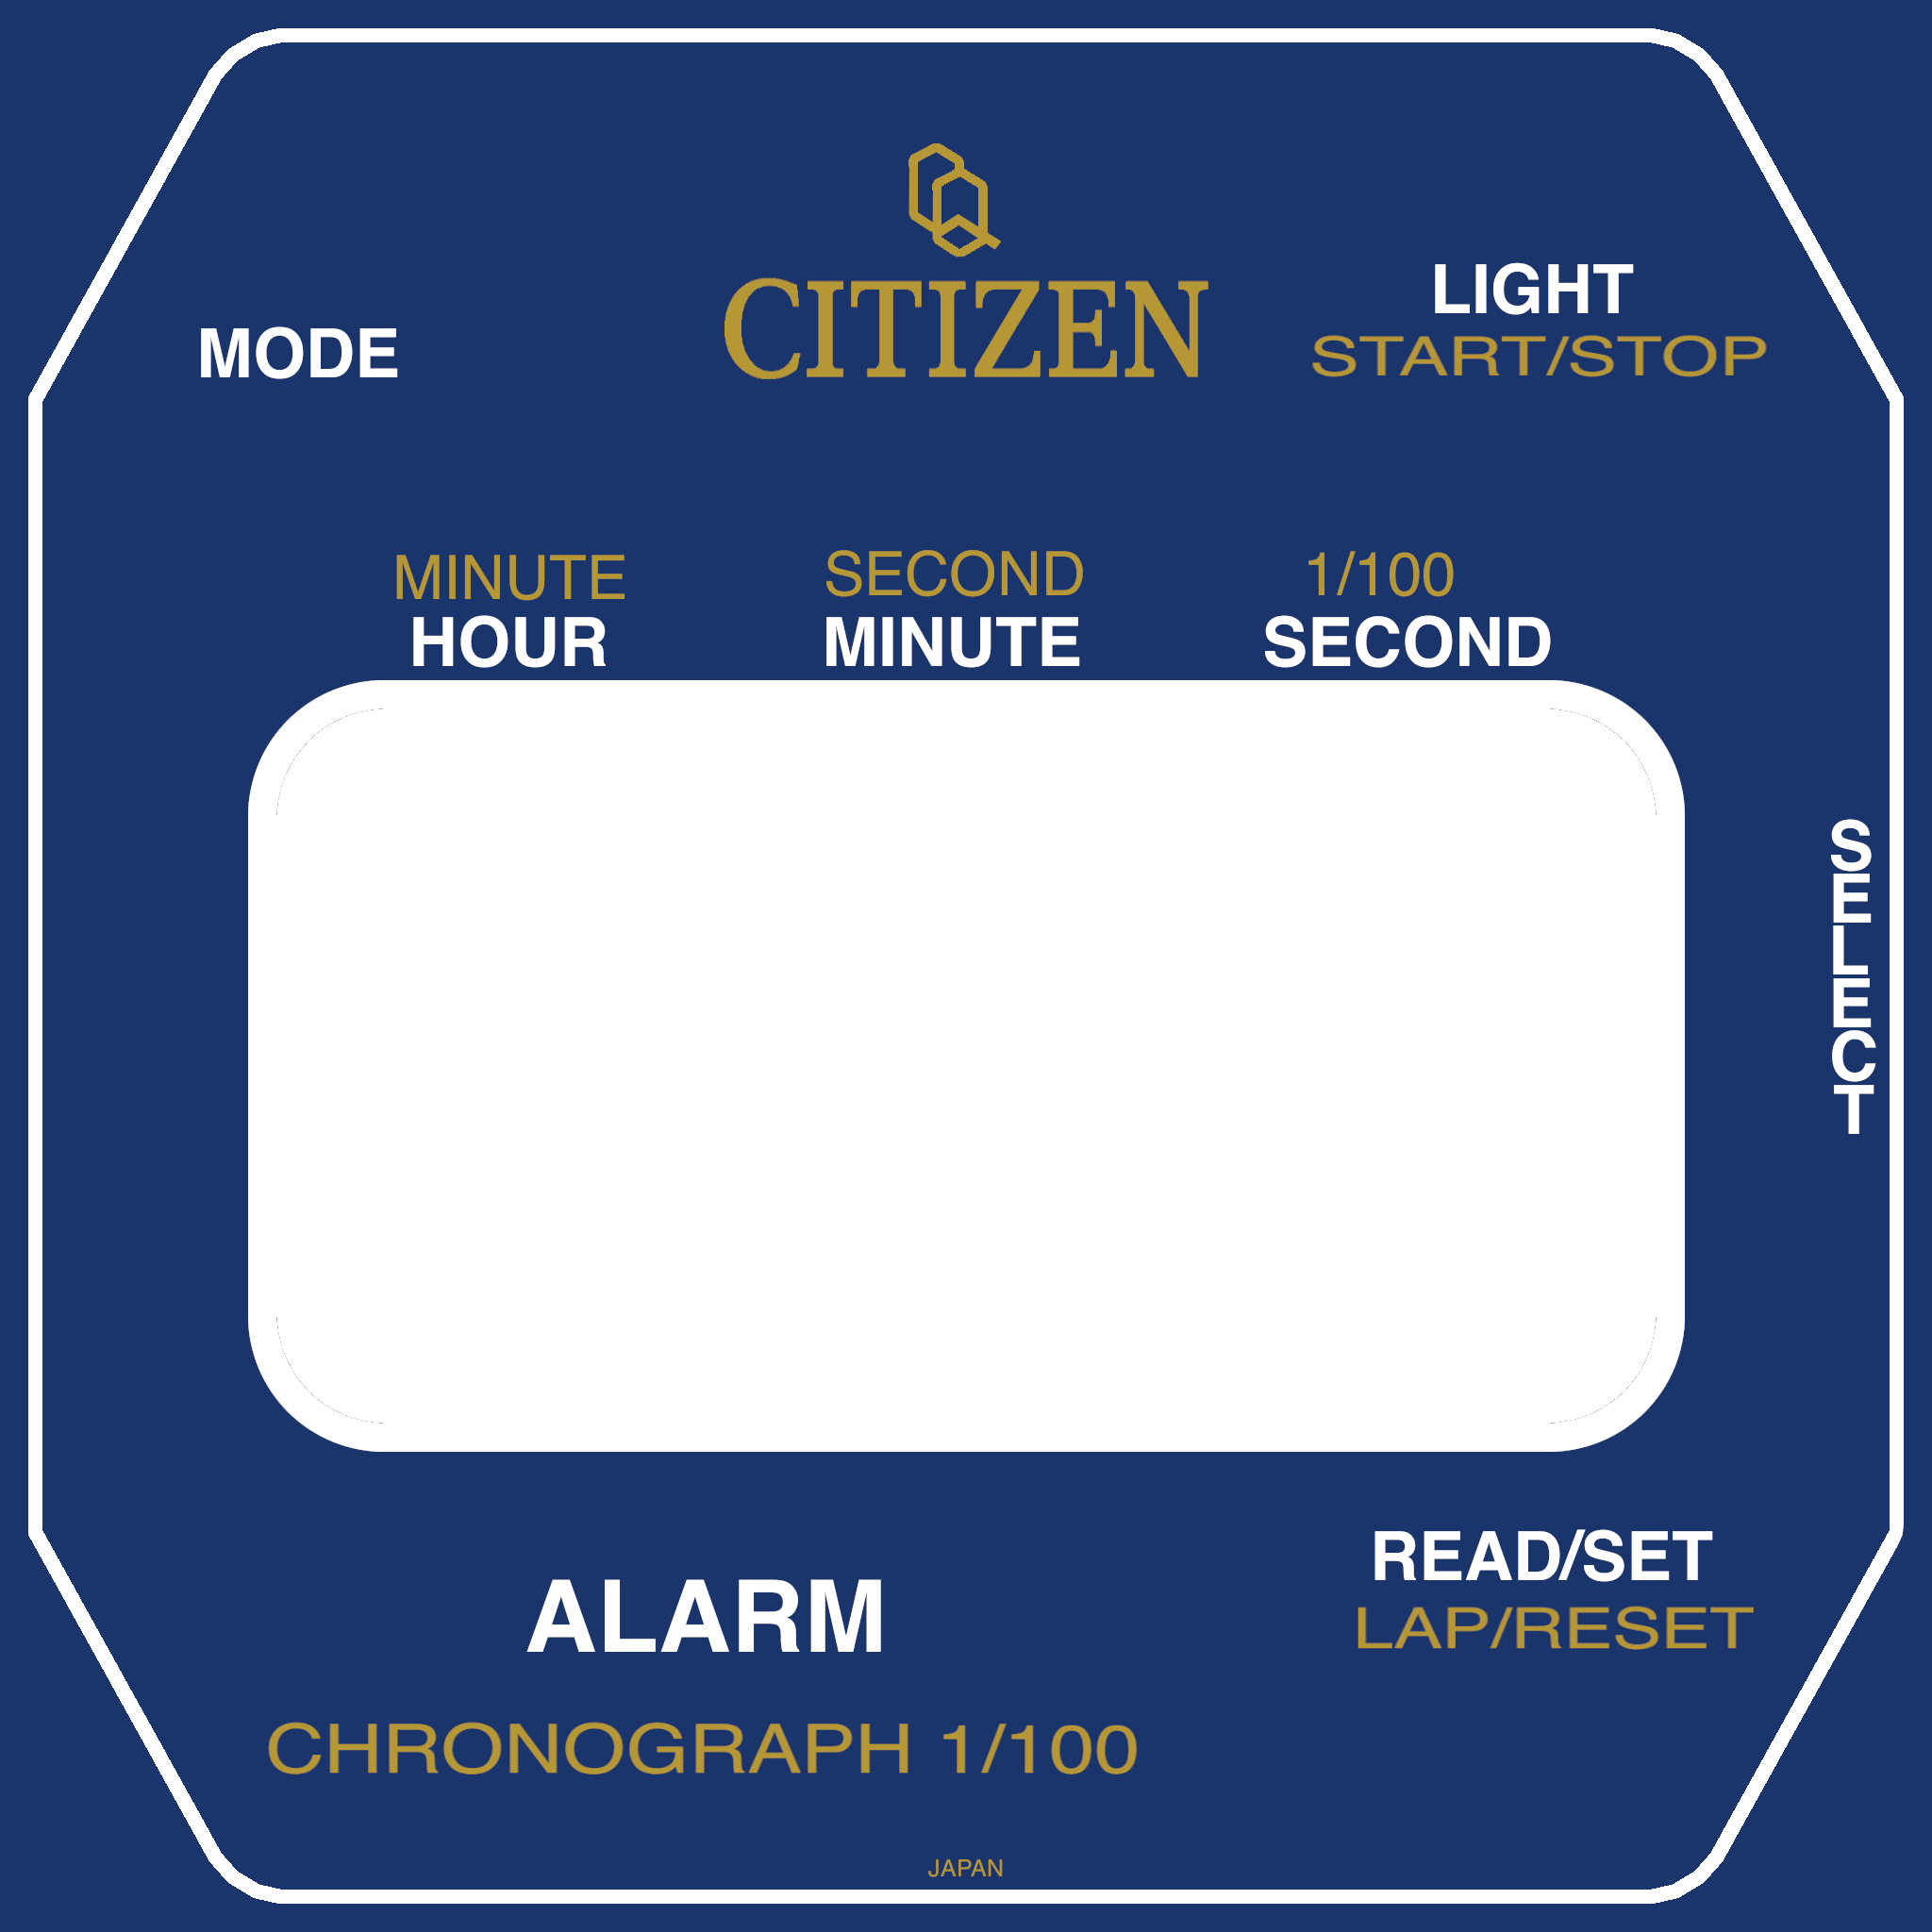 CITIZEN
MODE
LIGHT
START/STOP
MINUTE SECOND 1/100
HOUR MINUTE SECOND
SELECT
ALARM
CHRONOGRAPH 1/100
READ/SET
LAP/RESET
JAPAN